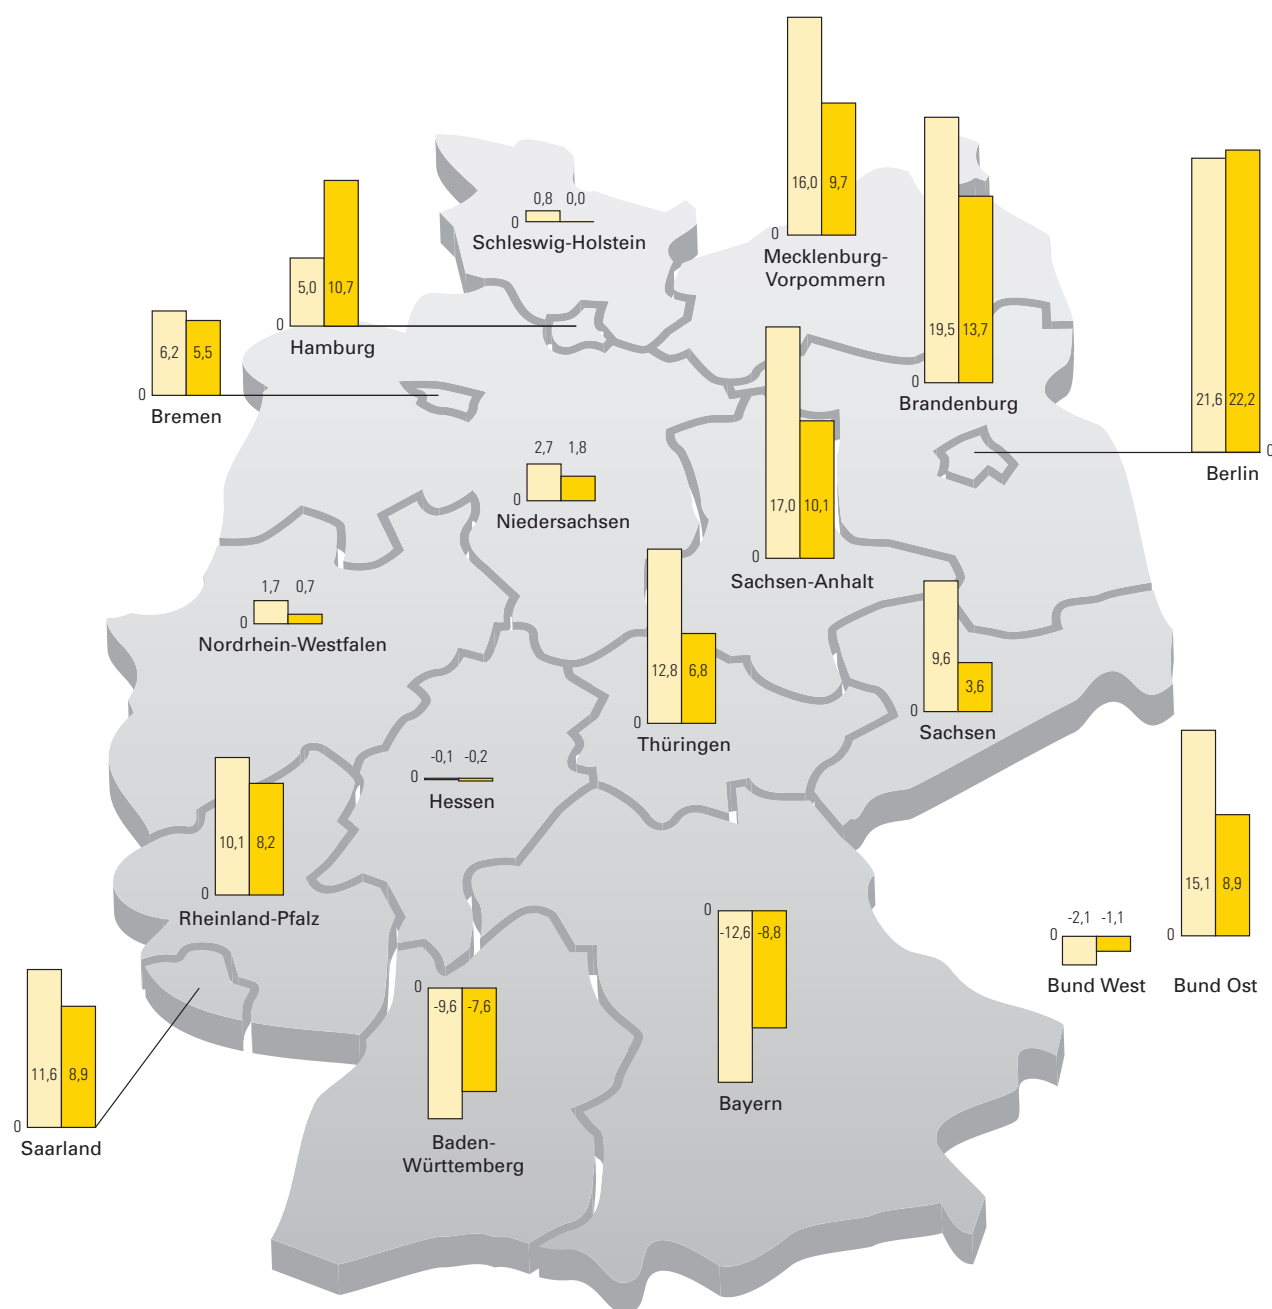 16,0 9,7
0
Mecklenburg-
Vorpommern
0,8 0,0
0
Schleswig-Holstein
5,0 10,7
0
Hamburg
6,2 5,5
0
Bremen
19,5 13,7
0
Brandenburg
21,6 22,2
0
Berlin
2,7 1,8
0
Niedersachsen
17,0 10,1
0
Sachsen-Anhalt
1,7 0,7
0
Nordrhein-Westfalen
12,8 6,8
0
Thüringen
9,6 3,6
0
Sachsen
-0,1 -0,2
0
Hessen
10,1 8,2
0
Rheinland-Pfalz
0
-12,6 -8,8
Bayern
-2,1 -1,1
0
Bund West
15,1 8,9
0
Bund Ost
0
-9,6 -7,6
Baden-
Württemberg
11,6 8,9
0
Saarland